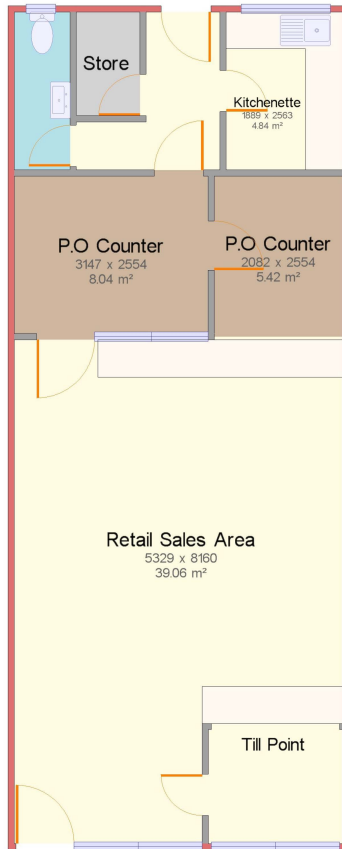 Store
Kitchenette
1889 x 2563
4.84 m²
P.O Counter
3147 x 2554
8.04 m²
P.O Counter
2082 x 2554
5.42 m²
Retail Sales Area
5329 x 8160
39.06 m²
Till Point